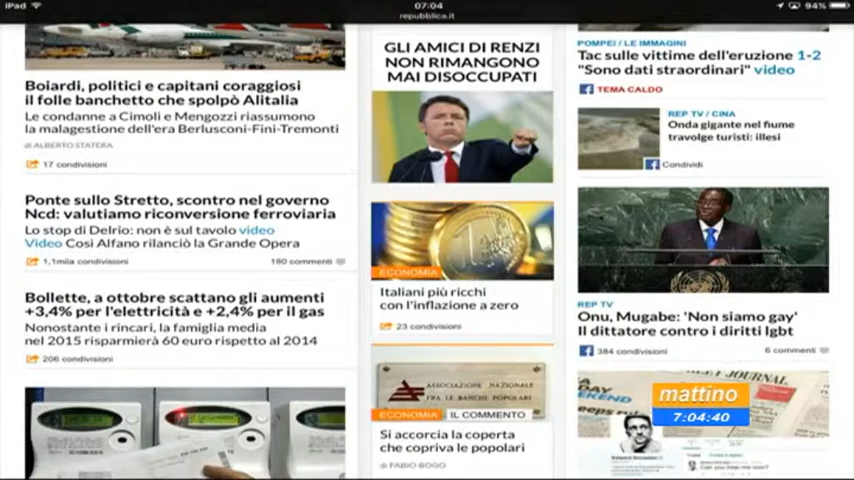 iPad
07:04
94%
repubblica.it
Boiardi, politici e capitani coraggiosi
il folle banchetto che spolpò Alitalia
Le condanne a Cimoli e Mengozzi riassumono
la malagestione dell'era Berlusconi-Fini-Tremonti
di ALBERTO STATERA
17 condivisioni
Ponte sullo Stretto, scontro nel governo
Ncd: valutiamo riconversione ferroviaria
Lo stop di Delrio: non è sul tavolo video
Video Così Alfano rilanciò la Grande Opera
1,1mila condivisioni
180 commenti
Bollette, a ottobre scattano gli aumenti
+3,4% per l'elettricità e +2,4% per il gas
Nonostante i rincari, la famiglia media
nel 2015 risparmierà 60 euro rispetto al 2014
206 condivisioni
GLI AMICI DI RENZI
NON RIMANGONO
MAI DISOCCUPATI
ECONOMIA
Italiani più ricchi
con l'inflazione a zero
23 condivisioni
ASSOCIAZIONE NAZIONALE
FRA LE BANCHE POPOLARI
ECONOMIA IL COMMENTO
Si accorcia la coperta
che copriva le popolari
di FABIO BOGO
POMPEI / LE IMMAGINI
Tac sulle vittime dell'eruzione 1-2
"Sono dati straordinari" video
TEMA CALDO
REP TV / CINA
Onda gigante nel fiume
travolge turisti: illesi
Condividi
REP TV
Onu, Mugabe: 'Non siamo gay'
Il dittatore contro i diritti lgbt
384 condivisioni
6 commenti
mattino
7:04:40
Can you hear me now?